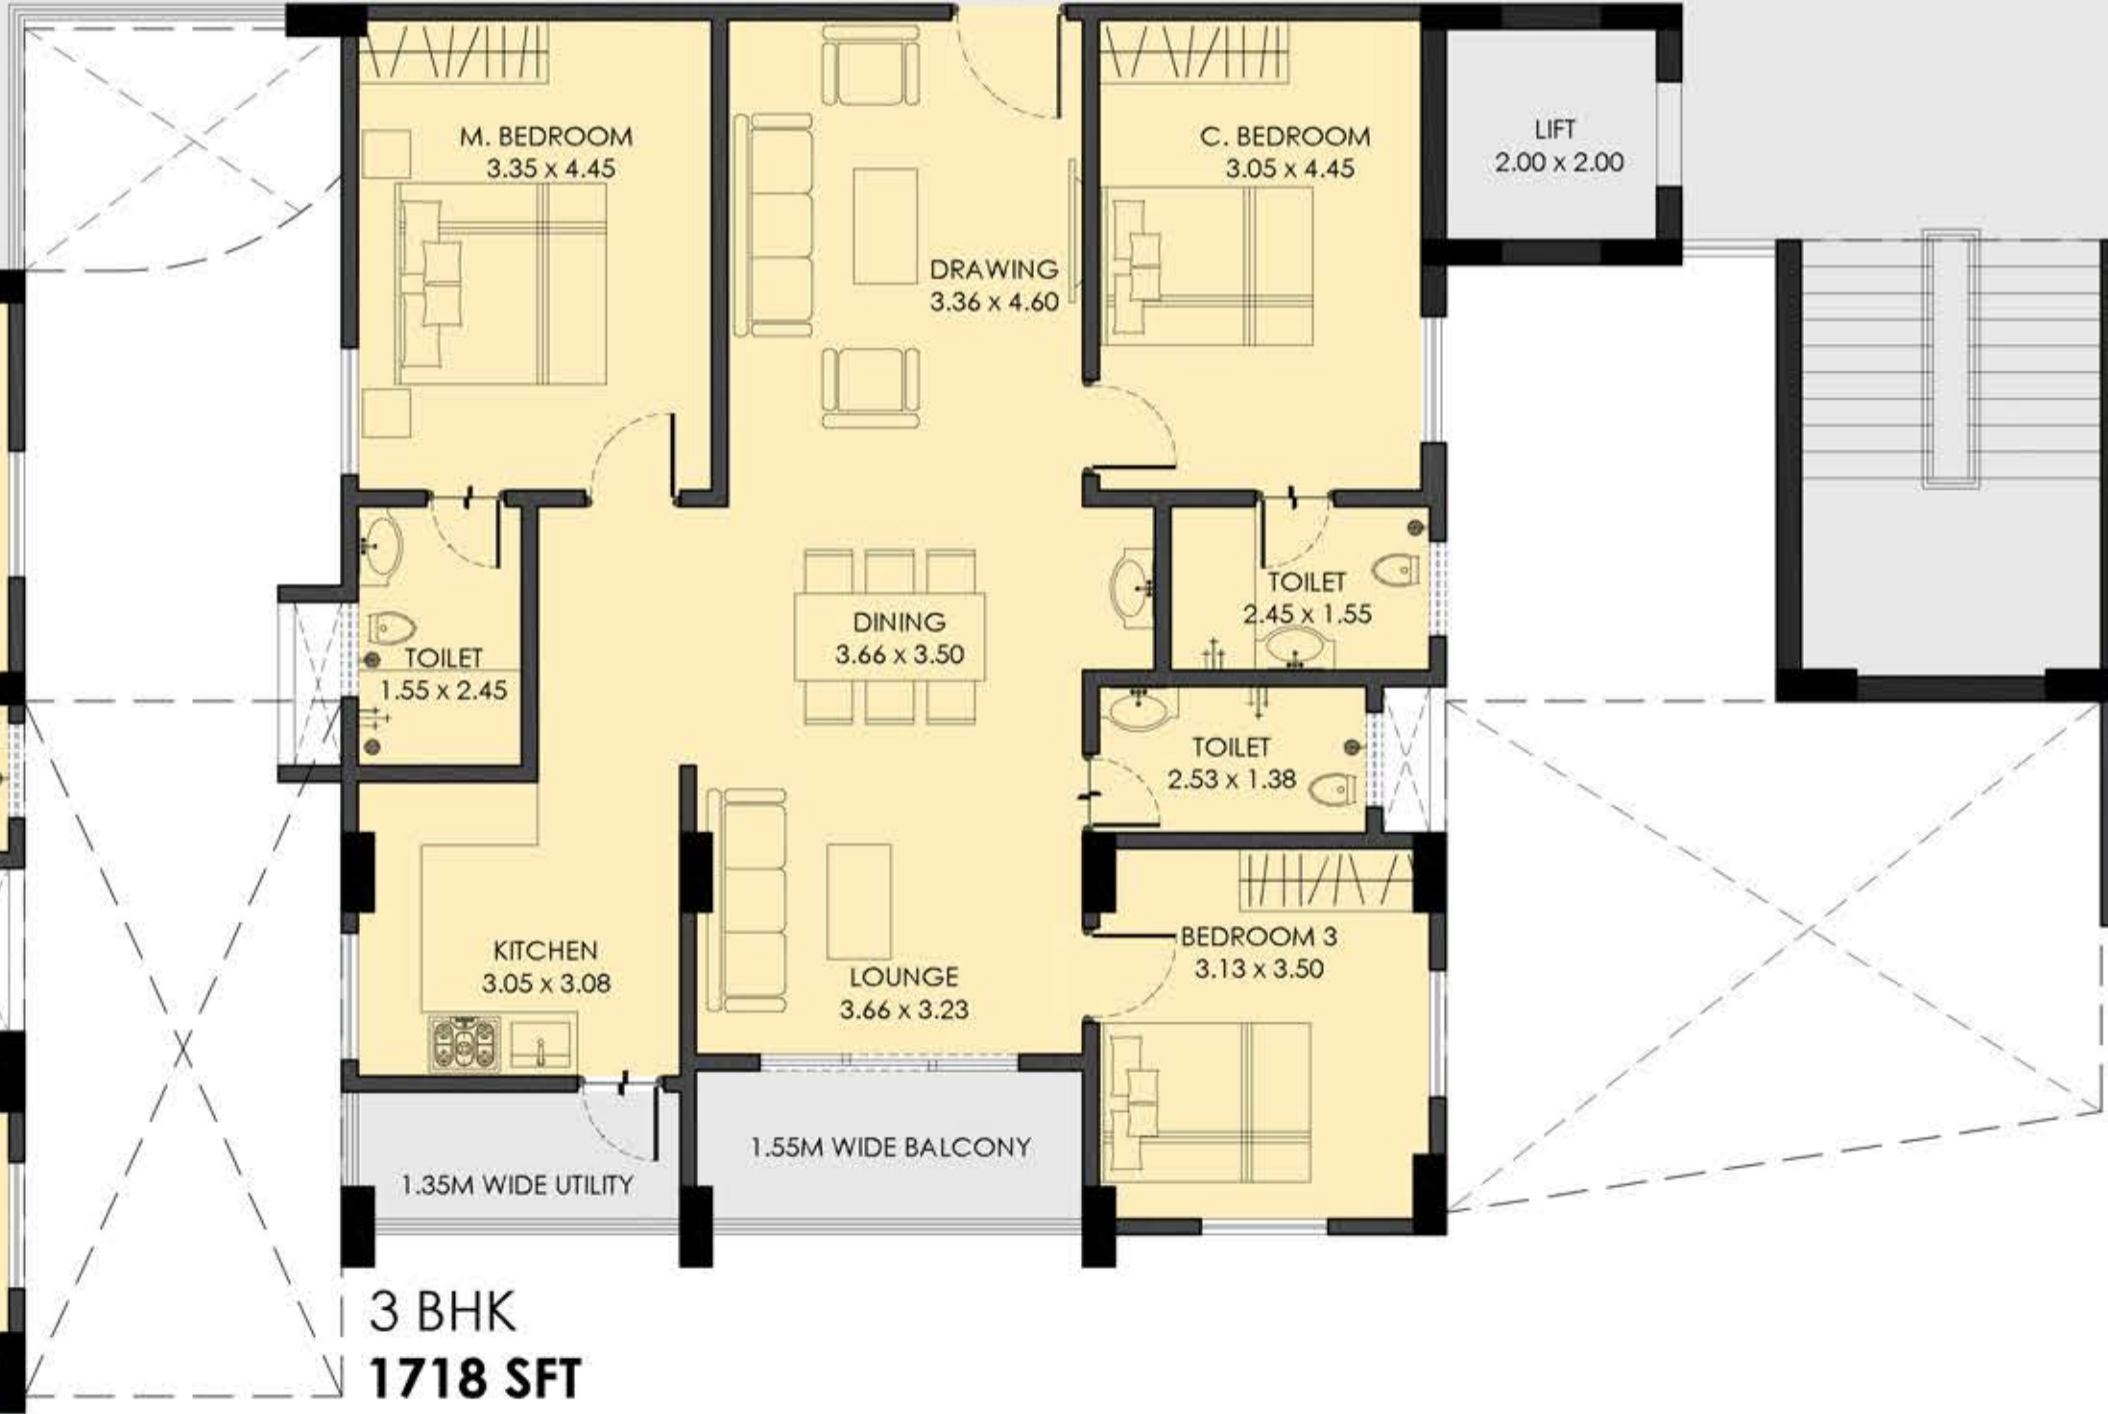 M. BEDROOM
3.35 x 4.45
C. BEDROOM
3.05 x 4.45
LIFT
2.00 x 2.00
DRAWING
3.36 x 4.60
TOILET
2.45 x 1.55
DINING
3.66 x 3.50
TOILET
1.55 x 2.45
TOILET
2.53 x 1.38
KITCHEN
3.05 x 3.08
LOUNGE
3.66 x 3.23
BEDROOM 3
3.13 x 3.50
1.35M WIDE UTILITY
1.55M WIDE BALCONY
3 BHK
1718 SFT